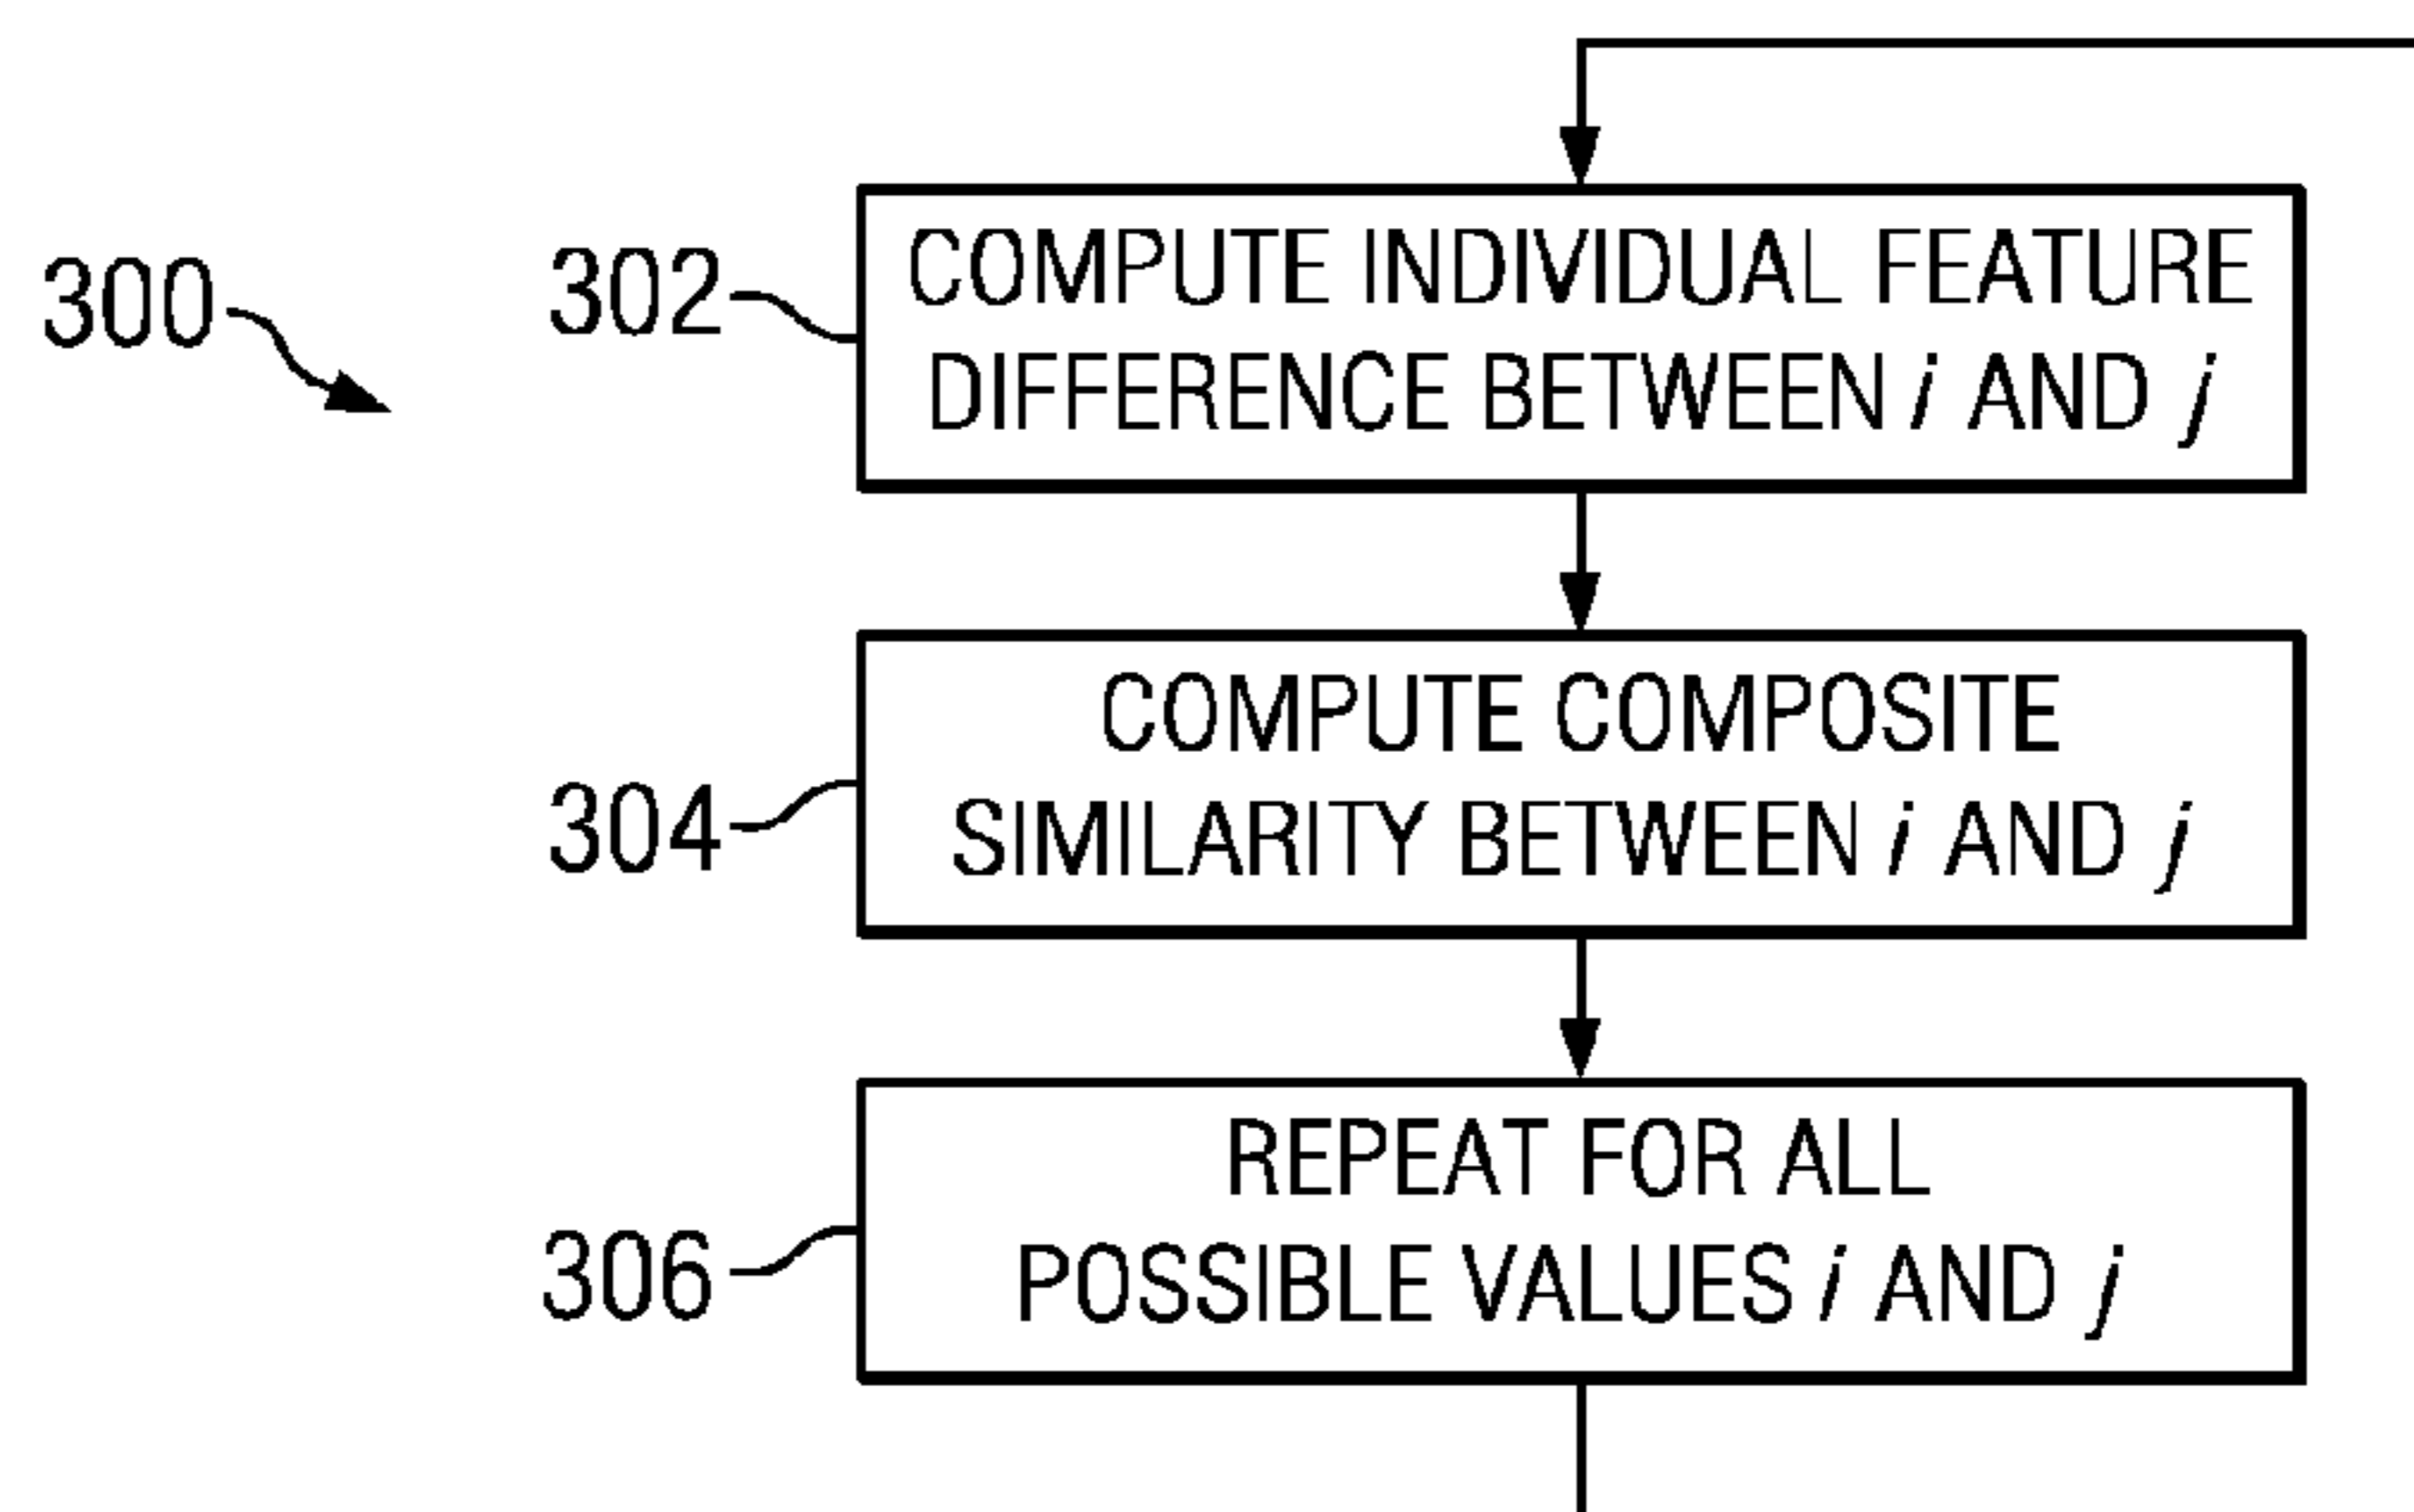 300
302
COMPUTE INDIVIDUAL FEATURE
DIFFERENCE BETWEEN i AND j
304
COMPUTE COMPOSITE
SIMILARITY BETWEEN i AND j
306
REPEAT FOR ALL
POSSIBLE VALUES i AND j